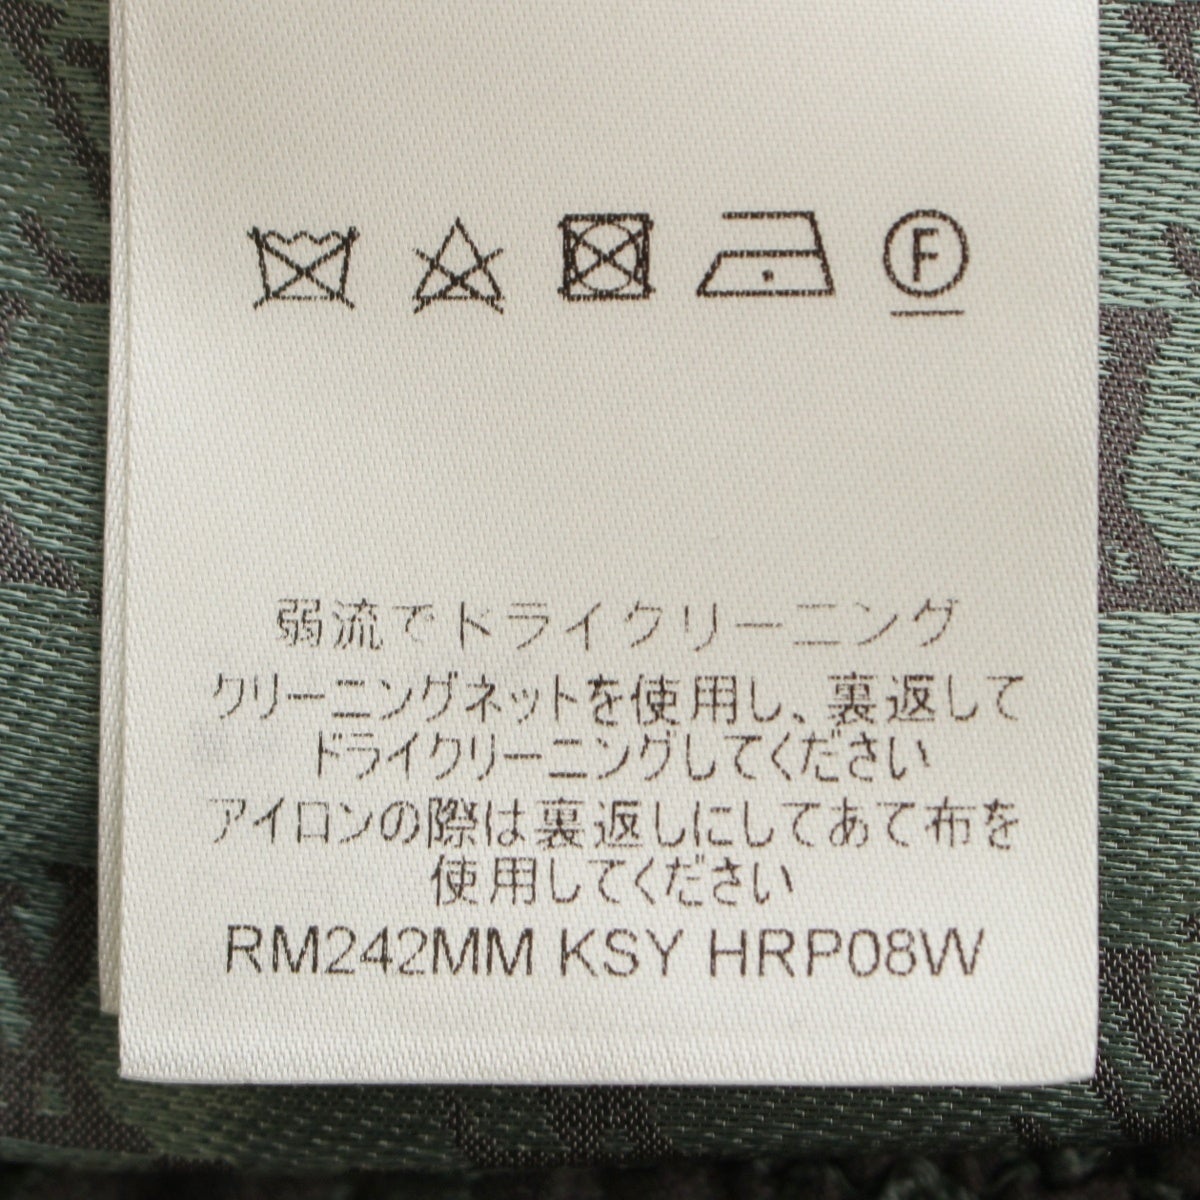 F
弱流でドライクリーニング
クリーニングネットを使用し、裏返して
ドライクリーニングしてください
アイロンの際は裏返しにしてあて布を
使用してください
RM242MM KSY HRP08W